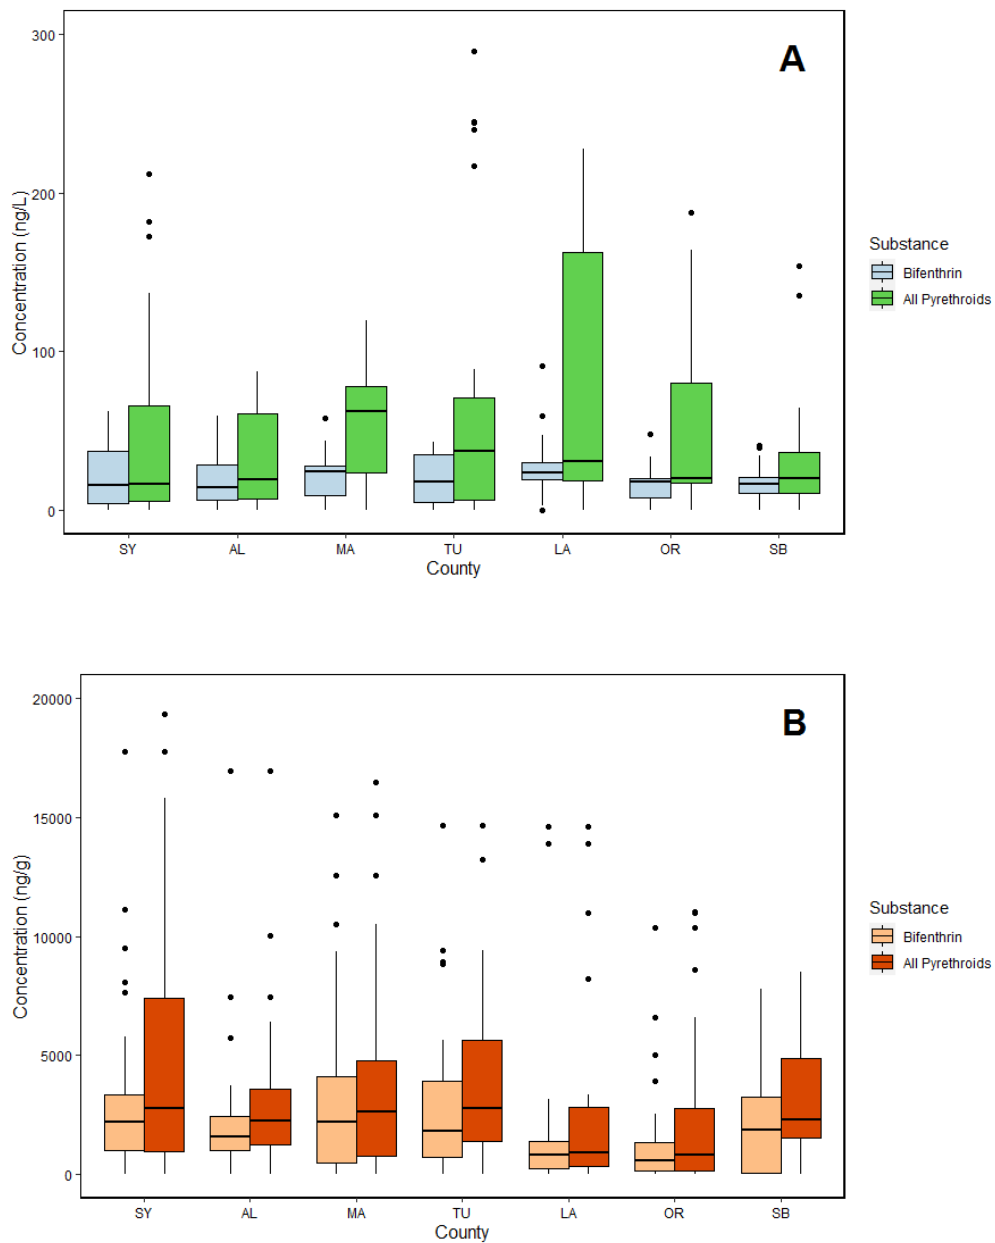 A
300
200
100
0
Concentration (ng/L)
SY AL MA TU LA OR SB
County
Substance
Bifenthrin
All Pyrethroids
B
20000
15000
10000
5000
0
Concentration (ng/g)
SY AL MA TU LA OR SB
County
Substance
Bifenthrin
All Pyrethroids